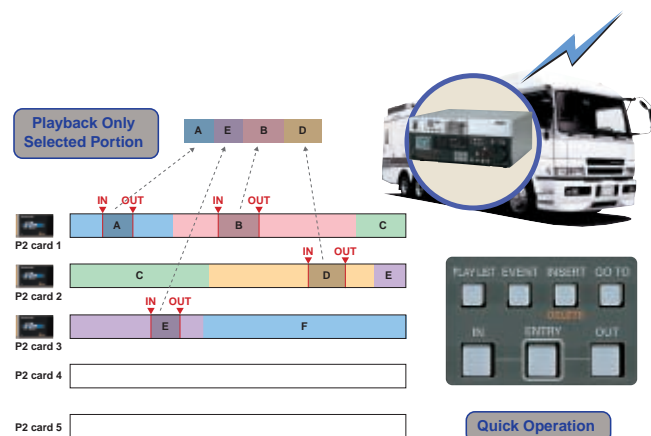 Playback Only
Selected Portion
A E B D
IN OUT IN OUT
A B C
P2 card 1
IN OUT
C D E
P2 card 2
IN OUT
E F
P2 card 3
P2 card 4
P2 card 5
PLAY LIST EVENT INSERT GO TO
DELETE
IN ENTRY OUT
Quick Operation